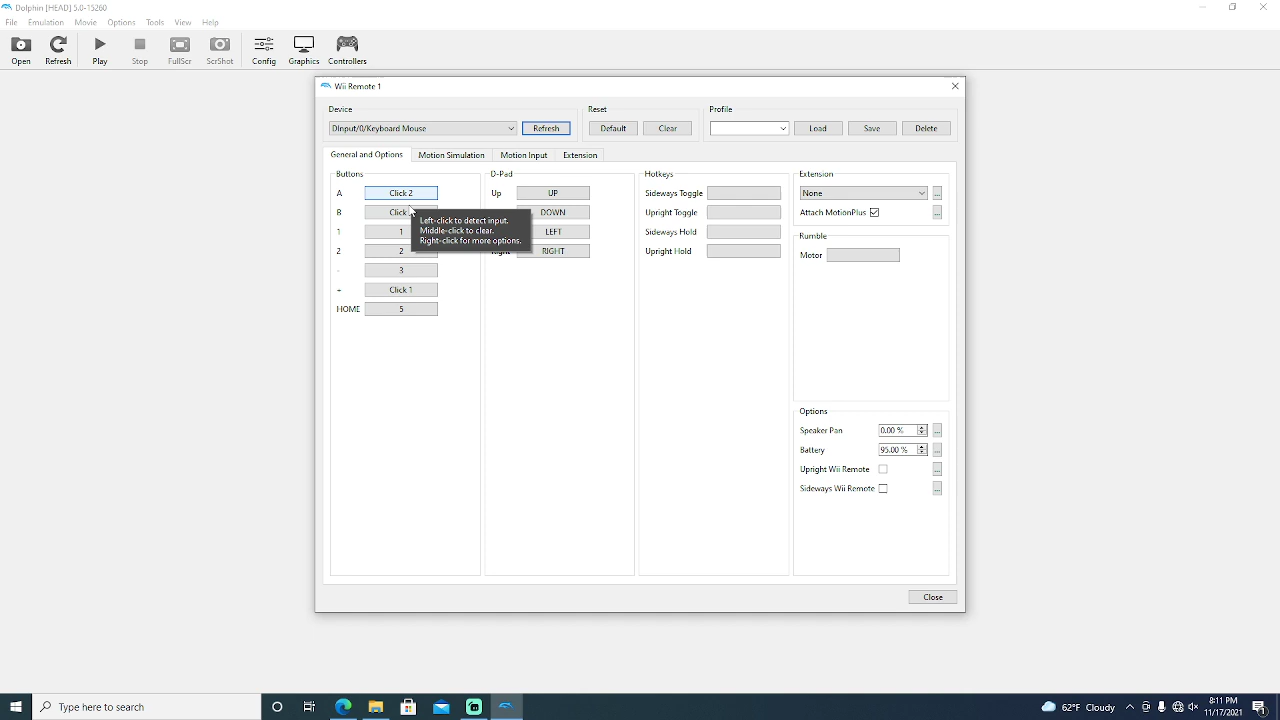 Dolphin [HEAD] 5.0-15260
File Emulation Movie Options Tools View Help
Open Refresh Play Stop FullScr ScrShot Config Graphics Controllers
Wii Remote 1
Device Reset Profile
DInput/0/Keyboard Mouse Refresh Default Clear Load Save Delete
General and Options Motion Simulation Motion Input Extension
Buttons D-Pad Hotkeys Extension
A Click 2 Up UP Sideways Toggle None ...
B Click DOWN Upright Toggle Attach MotionPlus ...
Left-click to detect input.
Middle-click to clear.
Right-click for more options.
1 1 LEFT Sideways Hold Rumble
2 2 Right RIGHT Upright Hold Motor
- 3
+ Click 1
HOME 5
Options
Speaker Pan 0.00 % ...
Battery 95.00 % ...
Upright Wii Remote ...
Sideways Wii Remote ...
Close
Type here to search 62°F Cloudy 8:11 PM
11/17/2021